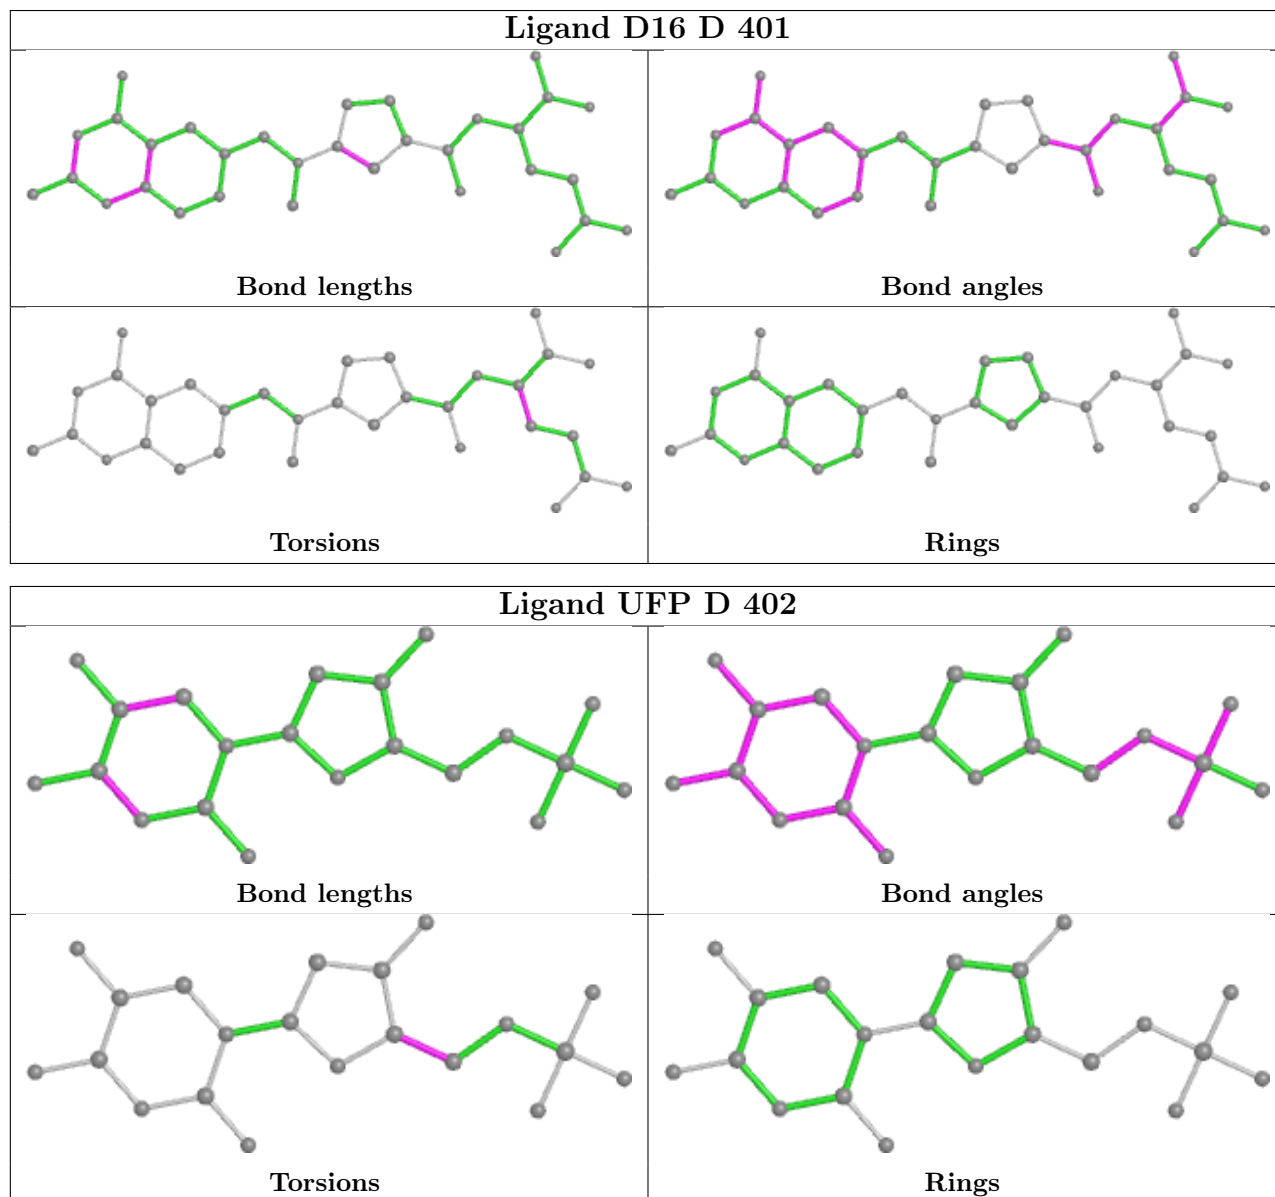 Ligand D16 D 401
Bond lengths
Bond angles
Torsions
Rings
Ligand UFP D 402
Bond lengths
Bond angles
Torsions
Rings